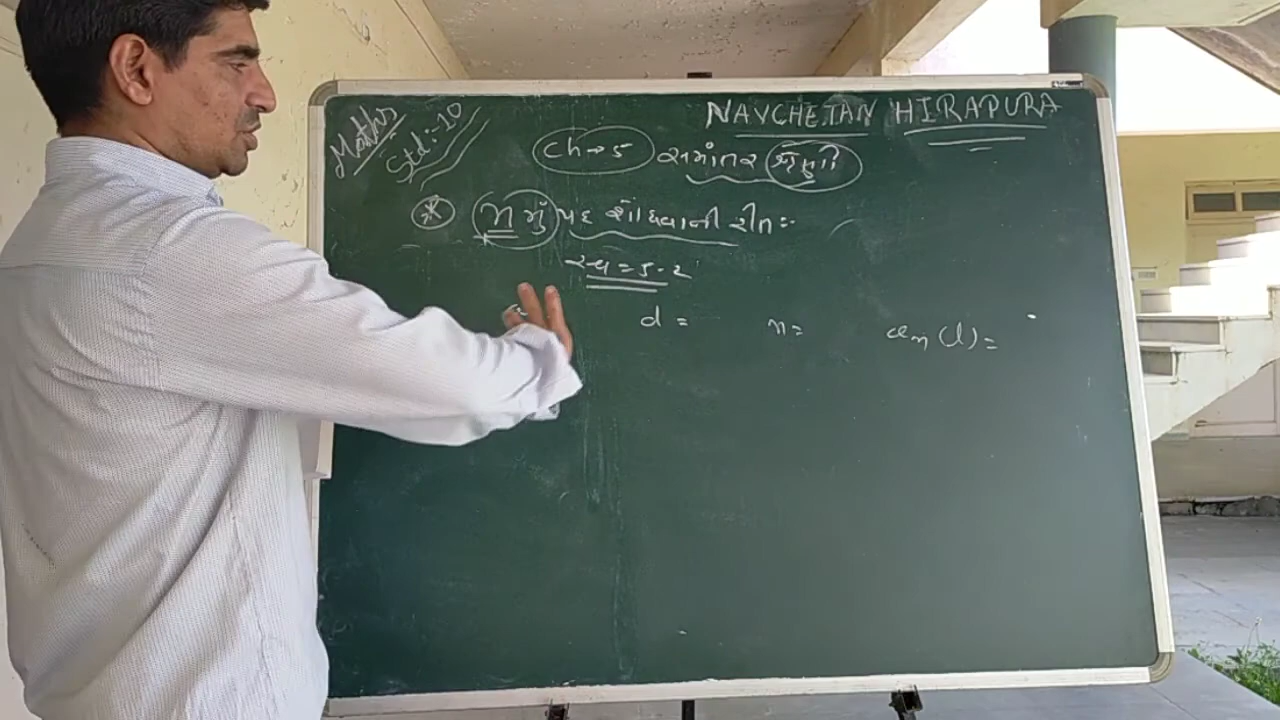 NAVCHETAN HIRAPURA
Maths
Std:-10
Ch → 5 સમાંતર શ્રેણી
* n મું પદ શોધવાની રીત :-
સ્વા = 5.2
d = n = an (l) =